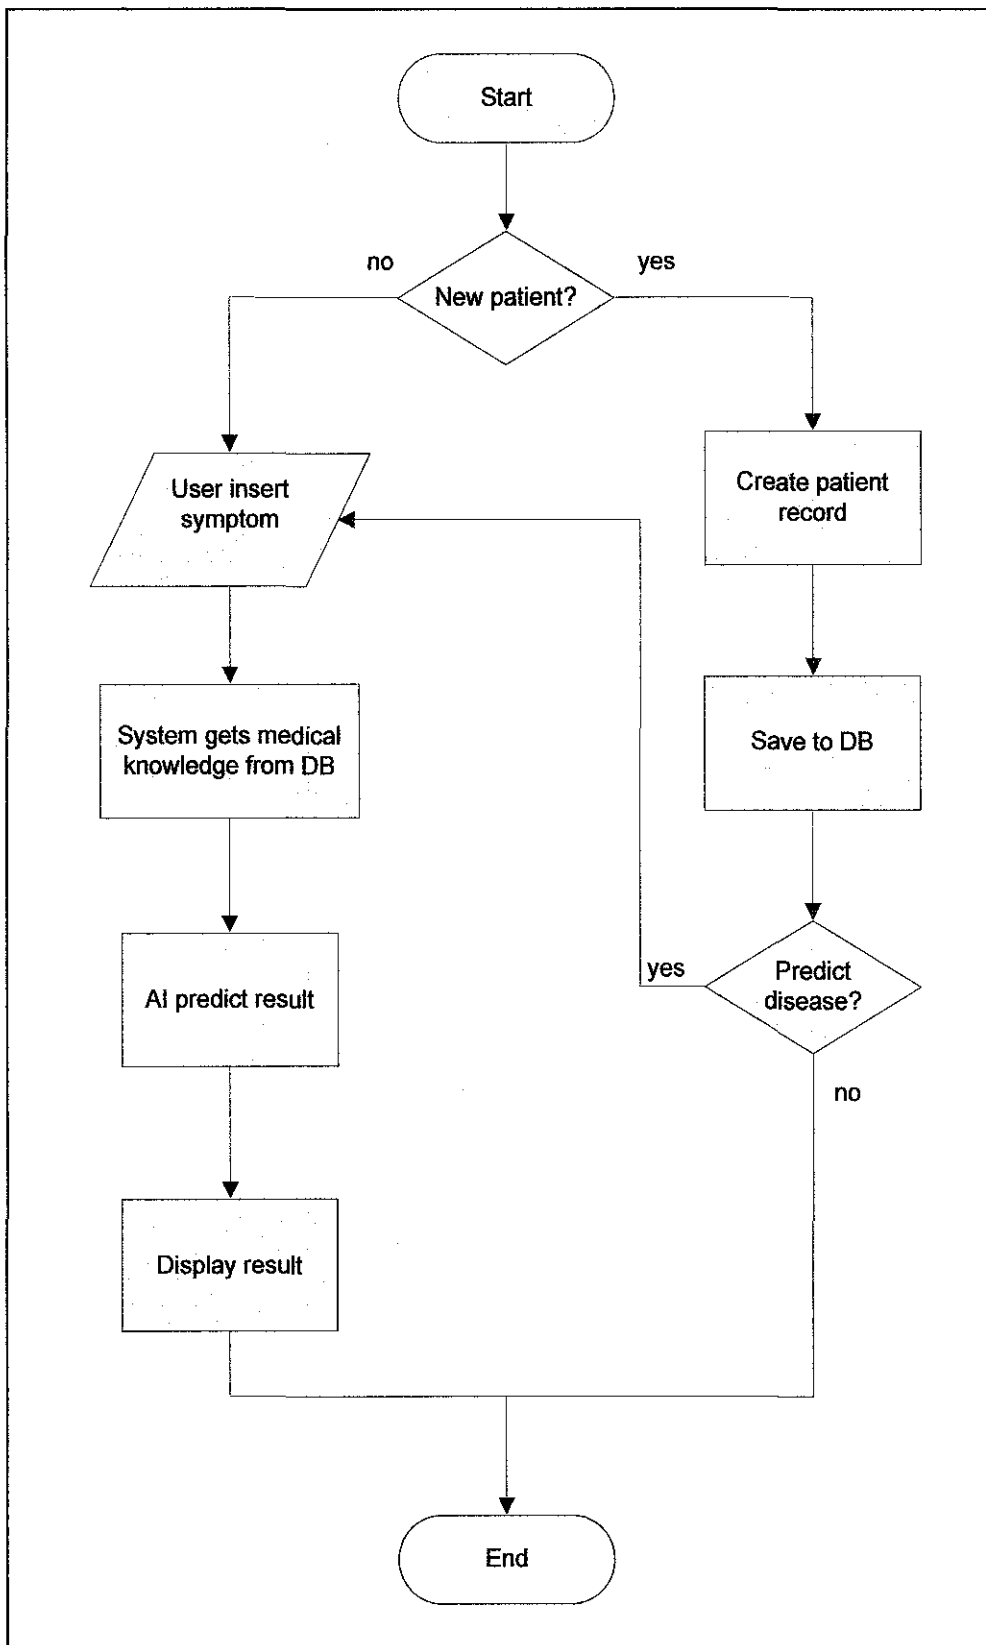 Start
no
yes
New patient?
User insert
symptom
Create patient
record
System gets medical
knowledge from DB
Save to DB
AI predict result
yes
Predict
disease?
no
Display result
End